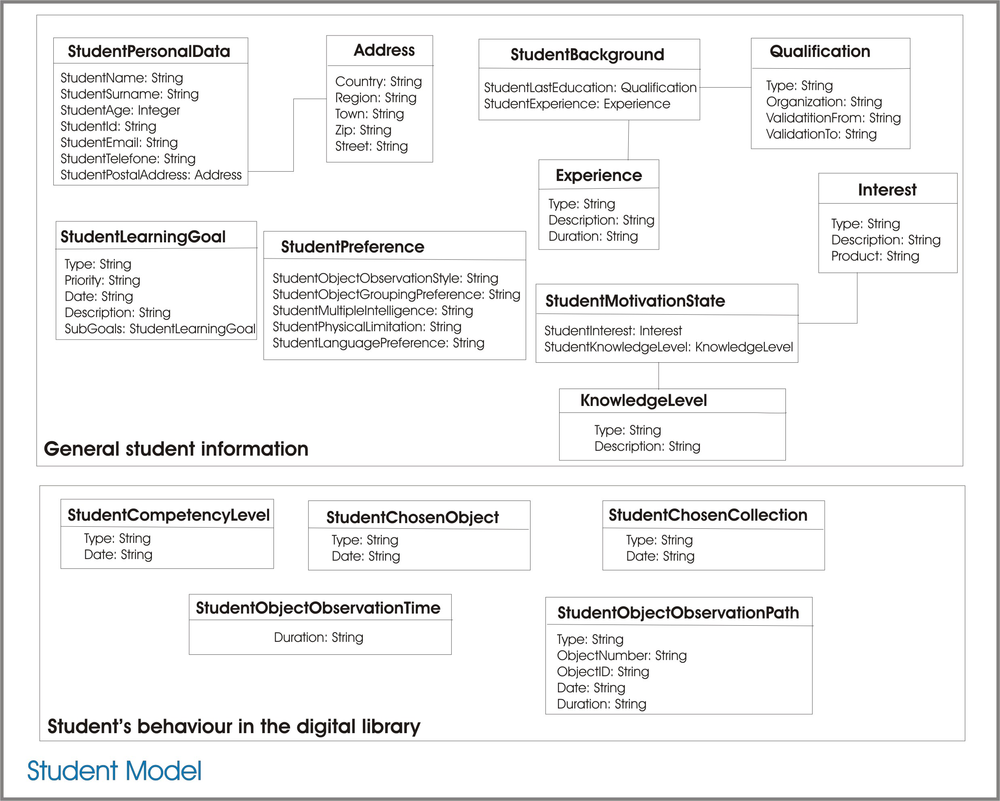 StudentPersonalData
StudentName: String
StudentSurname: String
StudentAge: Integer
StudentId: String
StudentEmail: String
StudentTelefone: String
StudentPostalAddress: Address
Address
Country: String
Region: String
Town: String
Zip: String
Street: String
StudentBackground
StudentLastEducation: Qualification
StudentExperience: Experience
Qualification
Type: String
Organization: String
ValidatitionFrom: String
ValidationTo: String
Experience
Type: String
Description: String
Duration: String
Interest
Type: String
Description: String
Product: String
StudentLearningGoal
Type: String
Priority: String
Date: String
Description: String
SubGoals: StudentLearningGoal
StudentPreference
StudentObjectObservationStyle: String
StudentObjectGroupingPreference: String
StudentMultipleIntelligence: String
StudentPhysicalLimitation: String
StudentLanguagePreference: String
StudentMotivationState
StudentInterest: Interest
StudentKnowledgeLevel: KnowledgeLevel
KnowledgeLevel
Type: String
Description: String
General student information
StudentCompetencyLevel
Type: String
Date: String
StudentChosenObject
Type: String
Date: String
StudentChosenCollection
Type: String
Date: String
StudentObjectObservationTime
Duration: String
StudentObjectObservationPath
Type: String
ObjectNumber: String
ObjectID: String
Date: String
Duration: String
Student’s behaviour in the digital library
Student Model